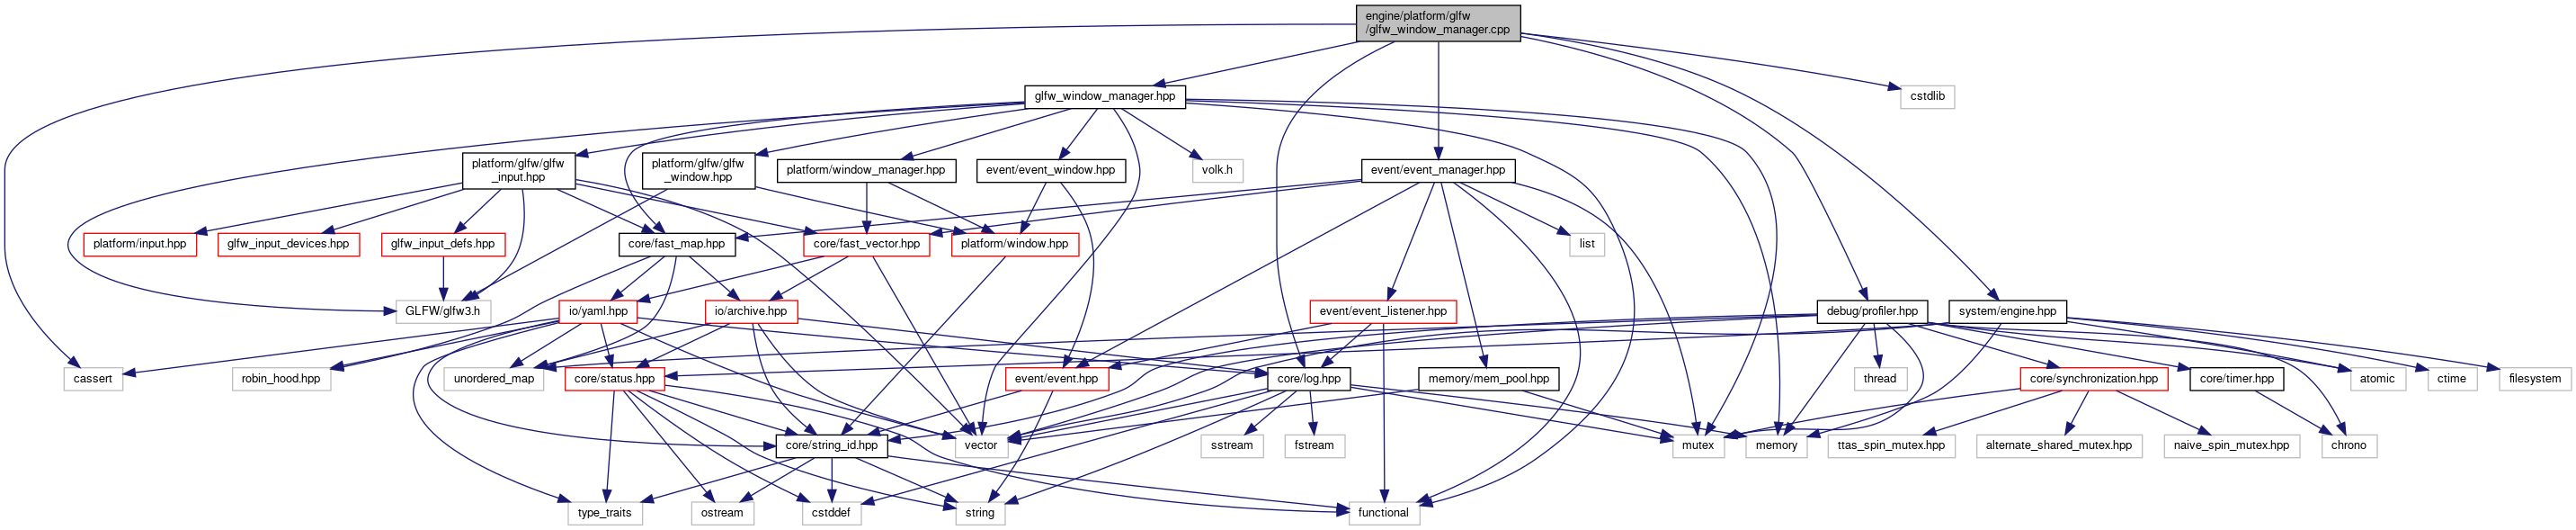 engine/platform/glfw
/glfw_window_manager.cpp
glfw_window_manager.hpp
cstdlib
platform/glfw/glfw
_input.hpp
platform/glfw/glfw
_window.hpp
platform/window_manager.hpp
event/event_window.hpp
volk.h
event/event_manager.hpp
platform/input.hpp
glfw_input_devices.hpp
glfw_input_defs.hpp
core/fast_map.hpp
core/fast_vector.hpp
platform/window.hpp
list
GLFW/glfw3.h
io/yaml.hpp
io/archive.hpp
event/event_listener.hpp
debug/profiler.hpp
system/engine.hpp
cassert
robin_hood.hpp
unordered_map
core/status.hpp
event/event.hpp
core/log.hpp
memory/mem_pool.hpp
thread
core/synchronization.hpp
core/timer.hpp
atomic
ctime
filesystem
core/string_id.hpp
vector
sstream
fstream
mutex
memory
ttas_spin_mutex.hpp
alternate_shared_mutex.hpp
naive_spin_mutex.hpp
chrono
type_traits
ostream
cstddef
string
functional